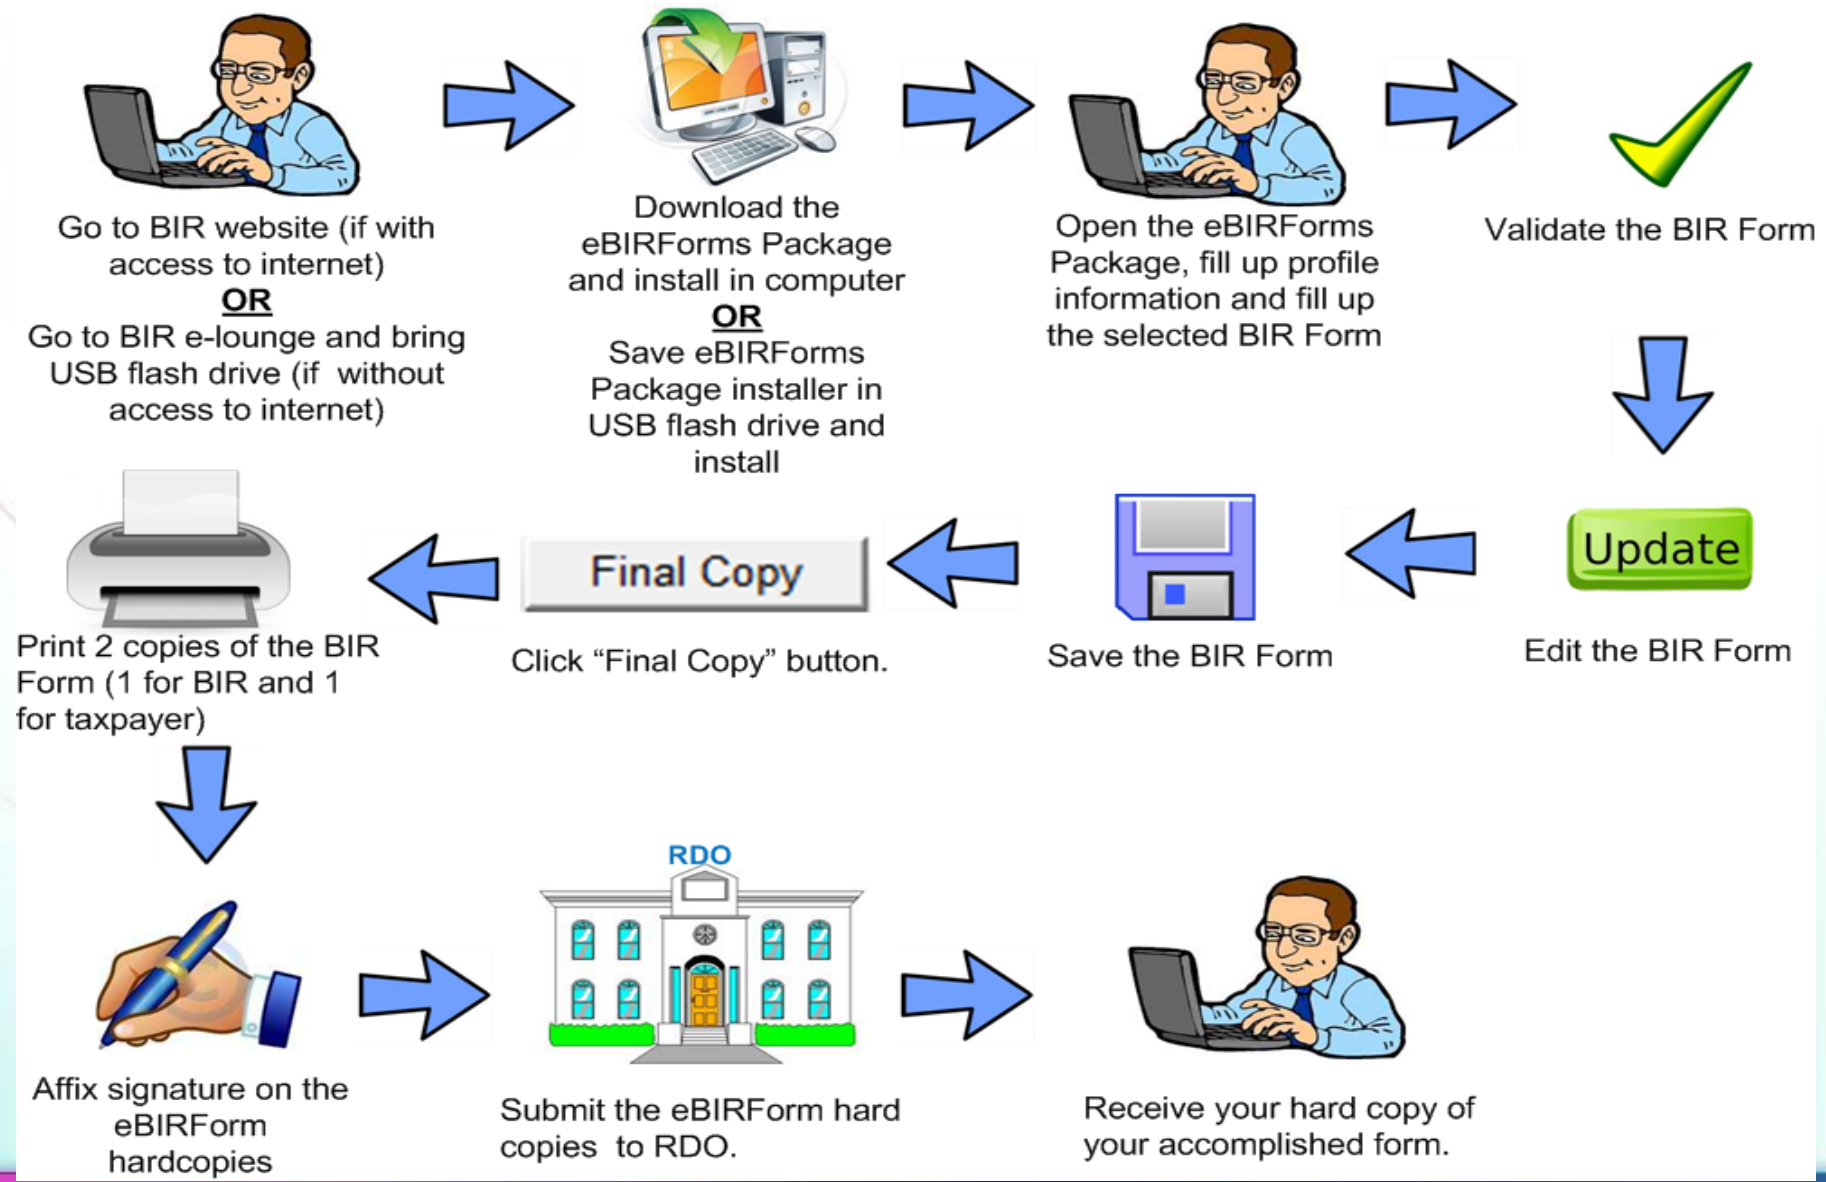 Go to BIR website (if with
access to internet)
OR
Go to BIR e-lounge and bring
USB flash drive (if without
access to internet)
Download the
eBIRForms Package
and install in computer
OR
Save eBIRForms
Package installer in
USB flash drive and
install
Open the eBIRForms
Package, fill up profile
information and fill up
the selected BIR Form
Validate the BIR Form
Update
Edit the BIR Form
Save the BIR Form
Final Copy
Click “Final Copy” button.
Print 2 copies of the BIR
Form (1 for BIR and 1
for taxpayer)
Affix signature on the
eBIRForm
hardcopies
RDO
Submit the eBIRForm hard
copies to RDO.
Receive your hard copy of
your accomplished form.